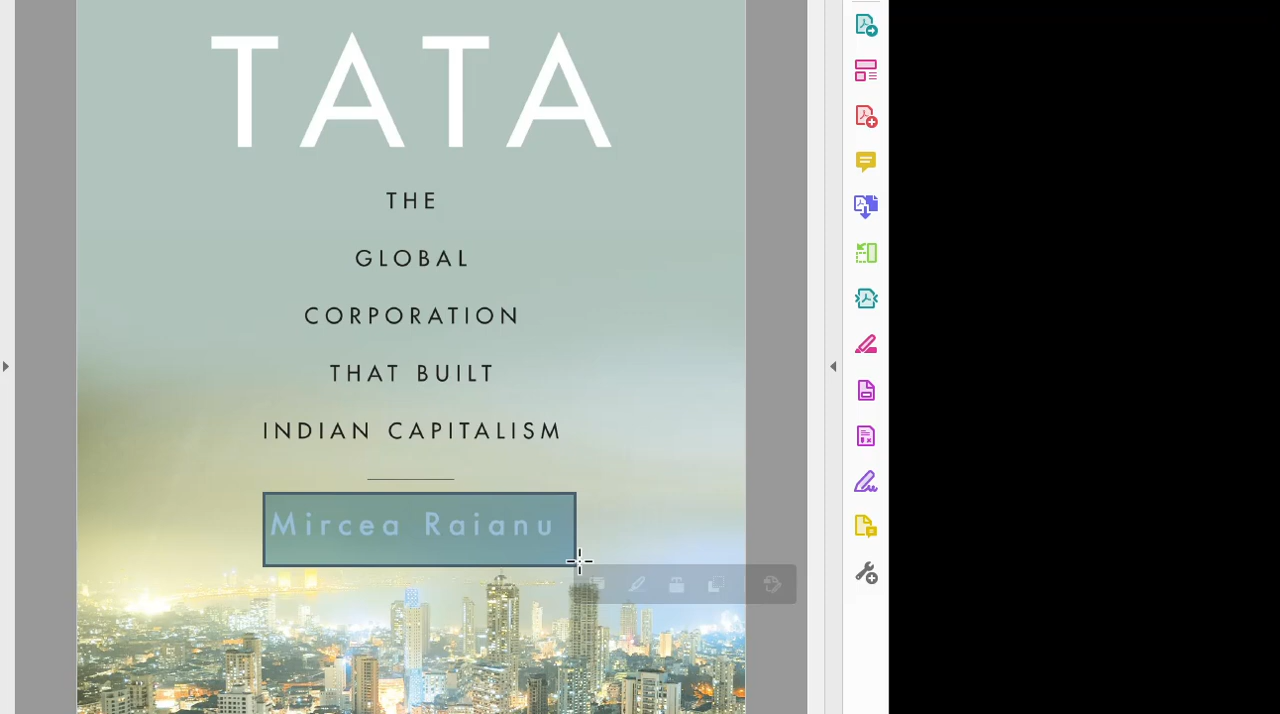 TATA
THE
GLOBAL
CORPORATION
THAT BUILT
INDIAN CAPITALISM
Mircea Raianu